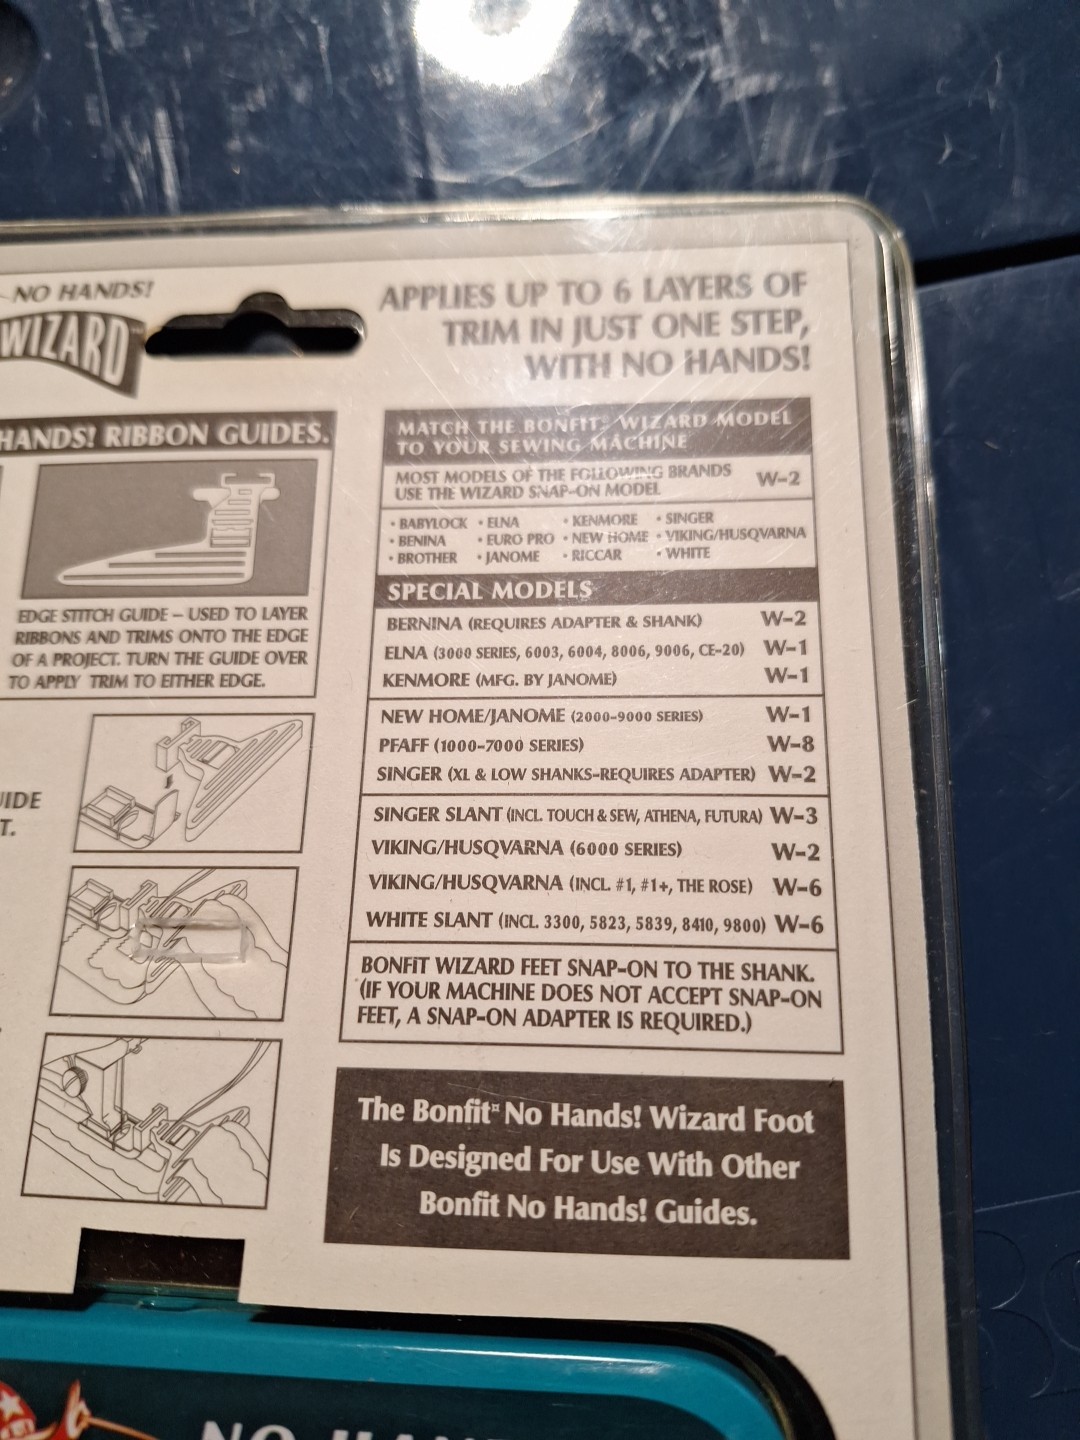 NO HANDS!
WIZARD
APPLIES UP TO 6 LAYERS OF
TRIM IN JUST ONE STEP,
WITH NO HANDS!
HANDS! RIBBON GUIDES.
EDGE STITCH GUIDE – USED TO LAYER
RIBBONS AND TRIMS ONTO THE EDGE
OF A PROJECT. TURN THE GUIDE OVER
TO APPLY TRIM TO EITHER EDGE.
MATCH THE BONFIT WIZARD MODEL
TO YOUR SEWING MACHINE
MOST MODELS OF THE FOLLOWING BRANDS
USE THE WIZARD SNAP-ON MODEL W-2
• BABYLOCK • ELNA • KENMORE • SINGER
• BENINA • EURO PRO • NEW HOME • VIKING/HUSQVARNA
• BROTHER • JANOME • RICCAR • WHITE
SPECIAL MODELS
BERNINA (REQUIRES ADAPTER & SHANK) W-2
ELNA (3000 SERIES, 6003, 6004, 8006, 9006, CE-20) W-1
KENMORE (MFG. BY JANOME) W-1
NEW HOME/JANOME (2000-9000 SERIES) W-1
PFAFF (1000-7000 SERIES) W-8
SINGER (XL & LOW SHANKS-REQUIRES ADAPTER) W-2
SINGER SLANT (INCL. TOUCH & SEW, ATHENA, FUTURA) W-3
VIKING/HUSQVARNA (6000 SERIES) W-2
VIKING/HUSQVARNA (INCL. #1, #1+, THE ROSE) W-6
WHITE SLANT (INCL. 3300, 5823, 5839, 8410, 9800) W-6
BONFIT WIZARD FEET SNAP-ON TO THE SHANK.
(IF YOUR MACHINE DOES NOT ACCEPT SNAP-ON
FEET, A SNAP-ON ADAPTER IS REQUIRED.)
The Bonfit No Hands! Wizard Foot
Is Designed For Use With Other
Bonfit No Hands! Guides.